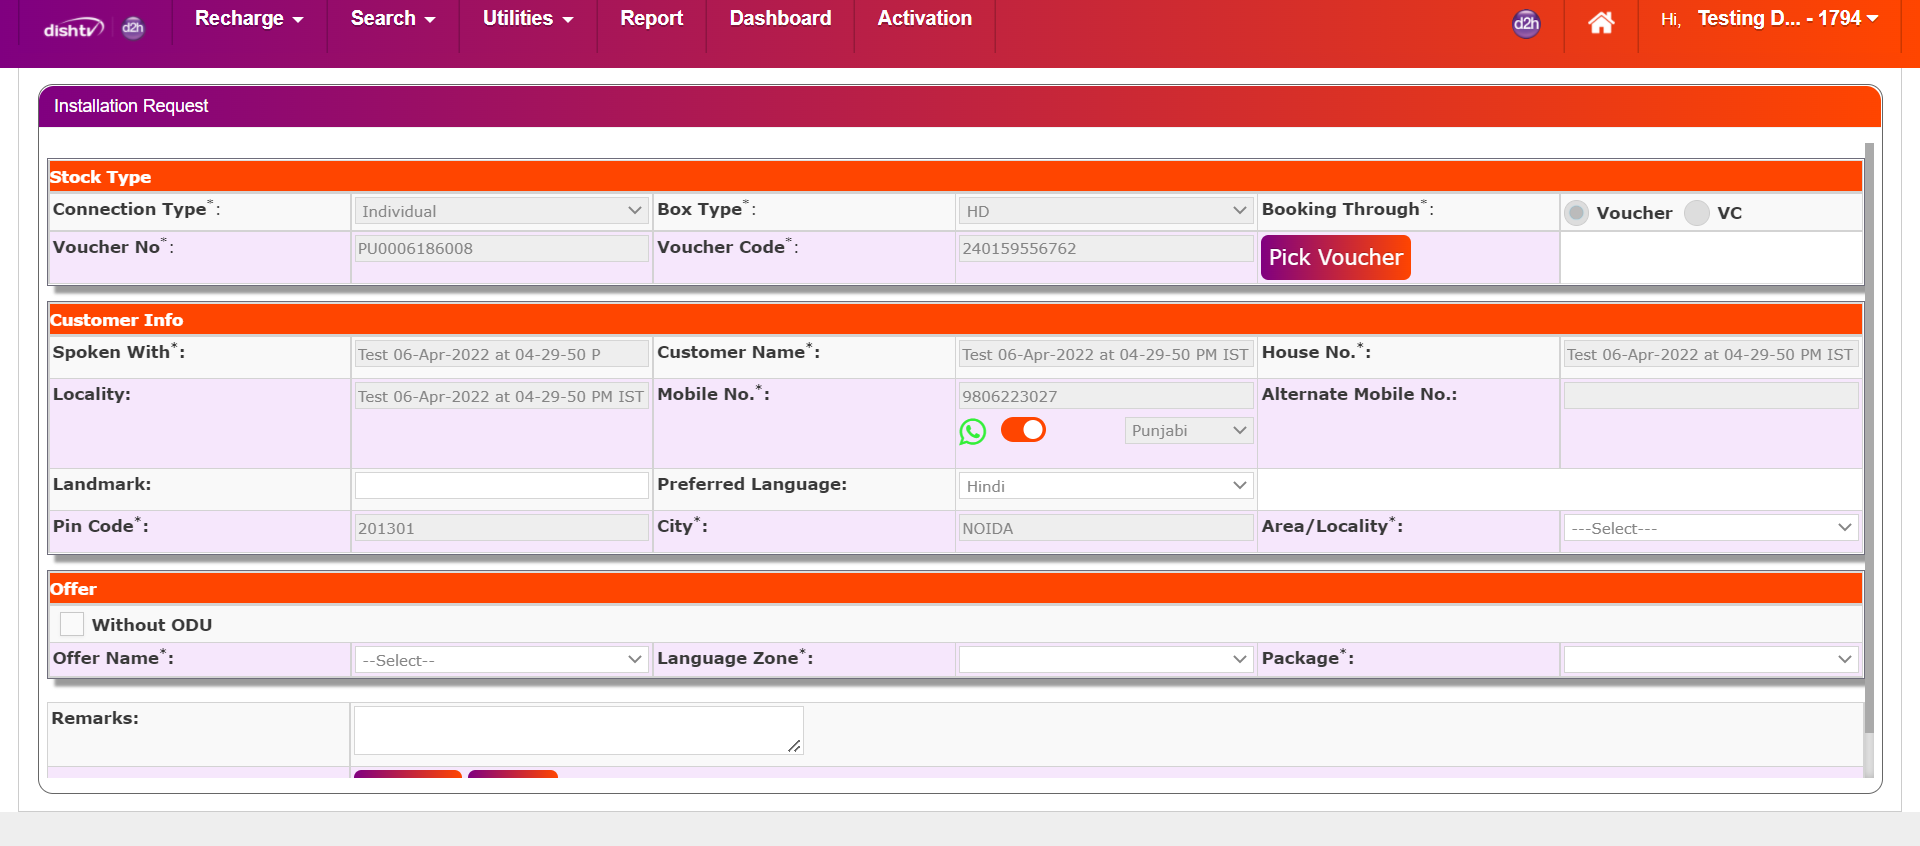 dishtv d2h Recharge Search Utilities Report Dashboard Activation d2h Hi, Testing D... - 1794
Installation Request
Stock Type
Connection Type*: Individual Box Type*: HD Booking Through*: Voucher VC
Voucher No*: PU0006186008 Voucher Code*: 240159556762 Pick Voucher
Customer Info
Spoken With*: Test 06-Apr-2022 at 04-29-50 P Customer Name*: Test 06-Apr-2022 at 04-29-50 PM IST House No.*: Test 06-Apr-2022 at 04-29-50 PM IST
Locality: Test 06-Apr-2022 at 04-29-50 PM IST Mobile No.*: 9806223027 Alternate Mobile No.:
Punjabi
Landmark: Preferred Language: Hindi
Pin Code*: 201301 City*: NOIDA Area/Locality*: ---Select---
Offer
Without ODU
Offer Name*: --Select-- Language Zone*: Package*:
Remarks: